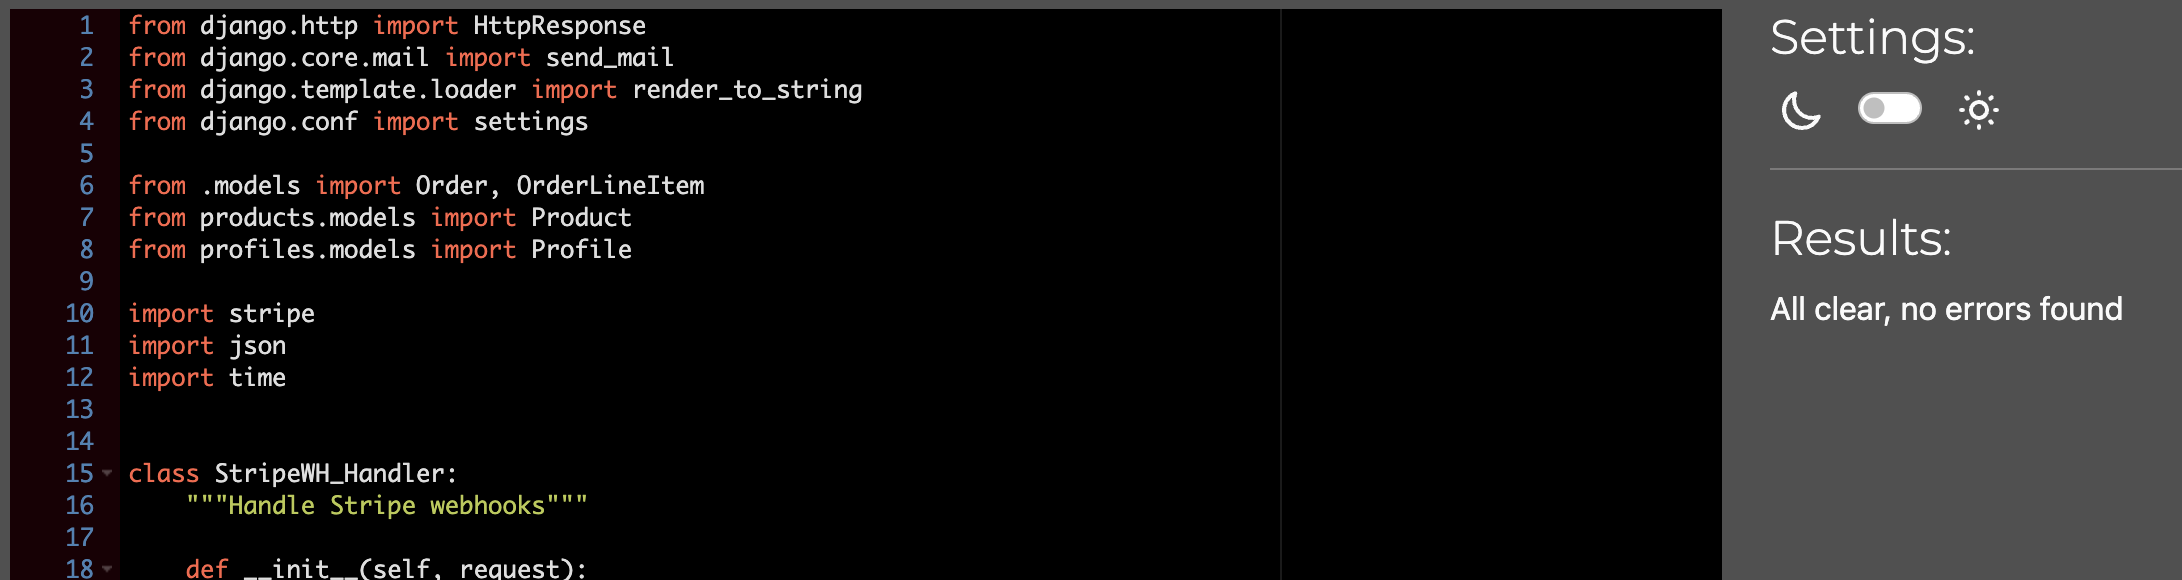 1 from django.http import HttpResponse
2 from django.core.mail import send_mail
3 from django.template.loader import render_to_string
4 from django.conf import settings
5
6 from .models import Order, OrderLineItem
7 from products.models import Product
8 from profiles.models import Profile
9
10 import stripe
11 import json
12 import time
13
14
15 class StripeWH_Handler:
16     """Handle Stripe webhooks"""
17
18     def __init__(self, request):
Settings:
Results:
All clear, no errors found